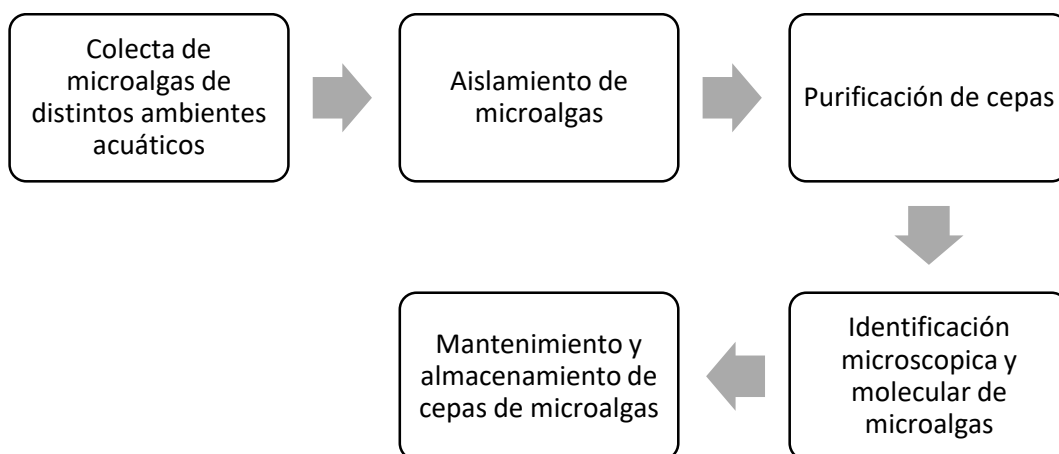 Colecta de
microalgas de
distintos ambientes
acuáticos
Aislamiento de
microalgas
Purificación de cepas
Identificación
microscopica y
molecular de
microalgas
Mantenimiento y
almacenamiento de
cepas de microalgas